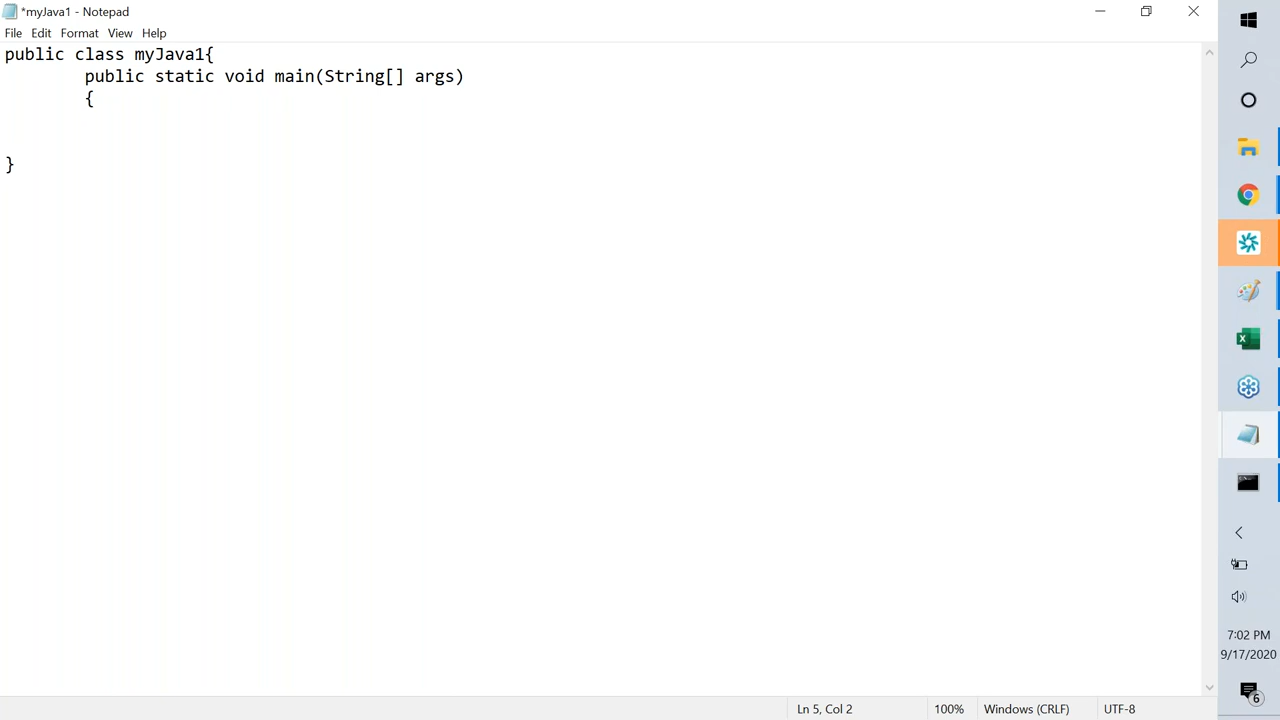 *myJava1 - Notepad
File Edit Format View Help
public class myJava1{
        public static void main(String[] args)
        {
}
7:02 PM
9/17/2020
6
Ln 5, Col 2 100% Windows (CRLF) UTF-8